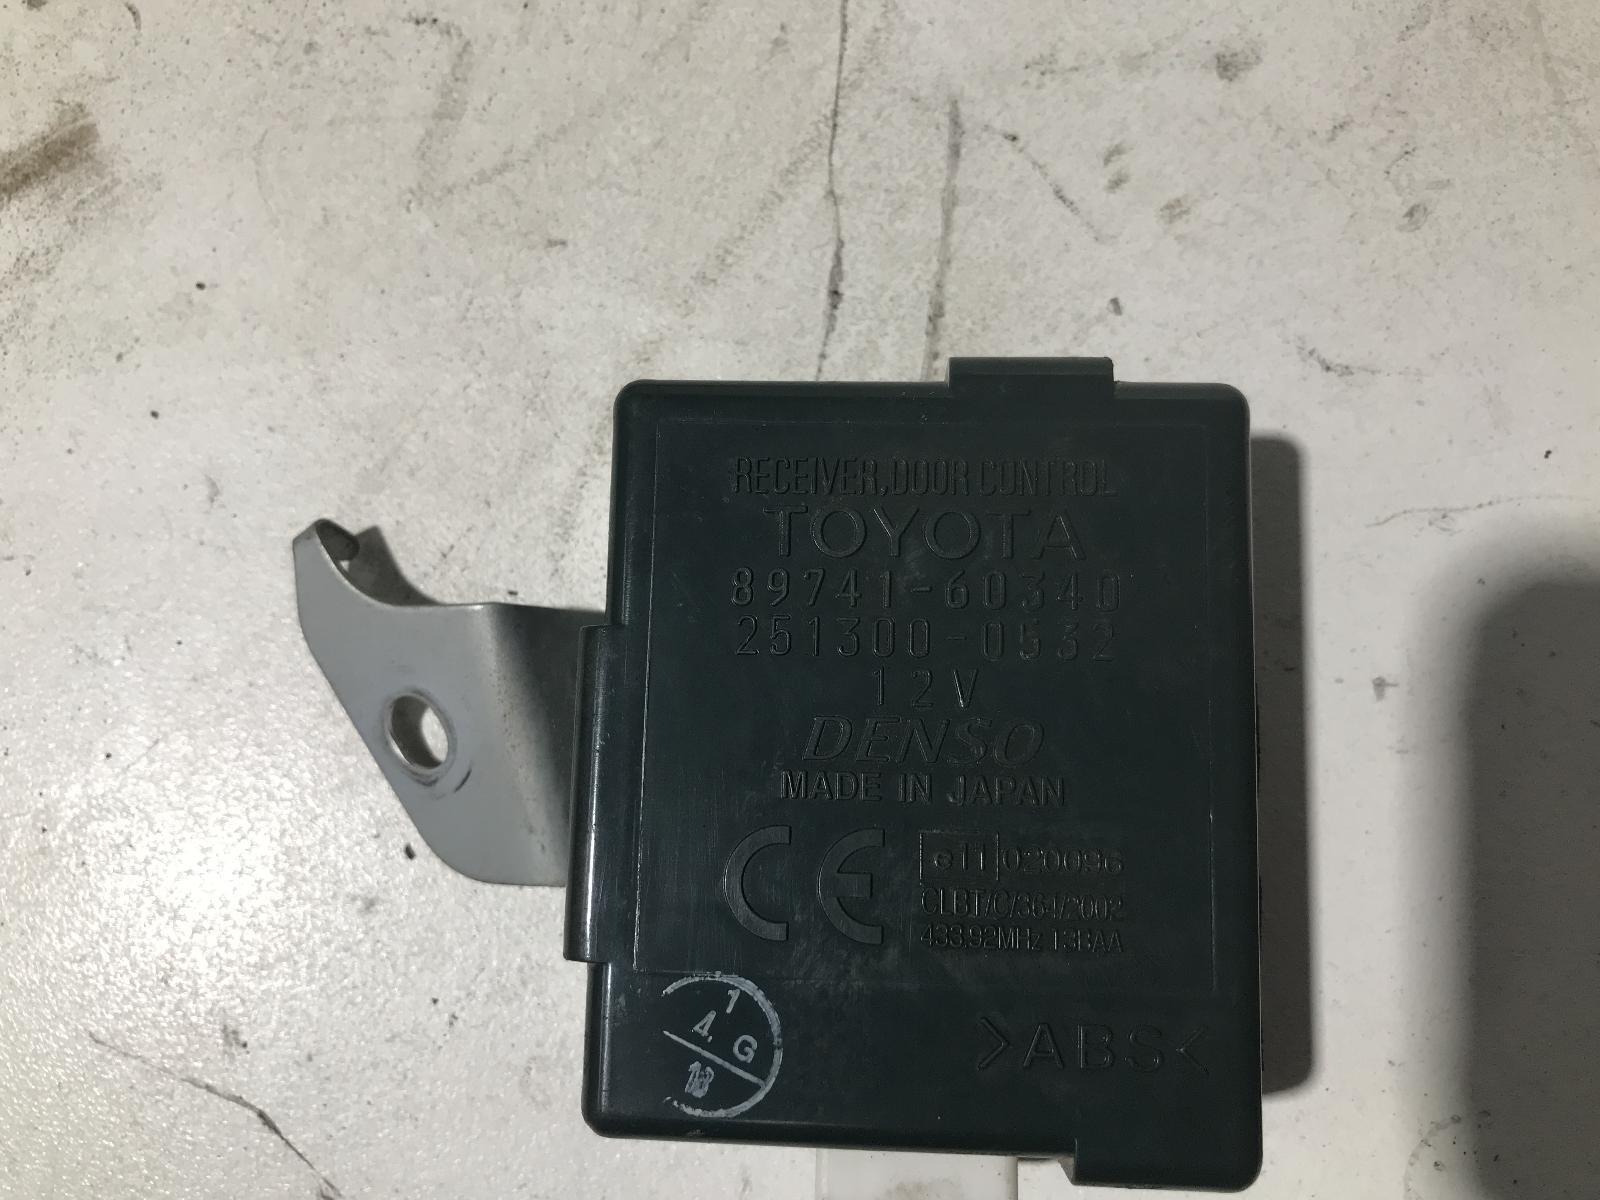 RECEIVER,DOOR CONTROL
TOYOTA
89741-60340
251300-0532
12V
DENSO
MADE IN JAPAN
CE
e11 020096
CLBT/C/364/2002
433.92MHz 13BAA
1
4. G
>ABS<